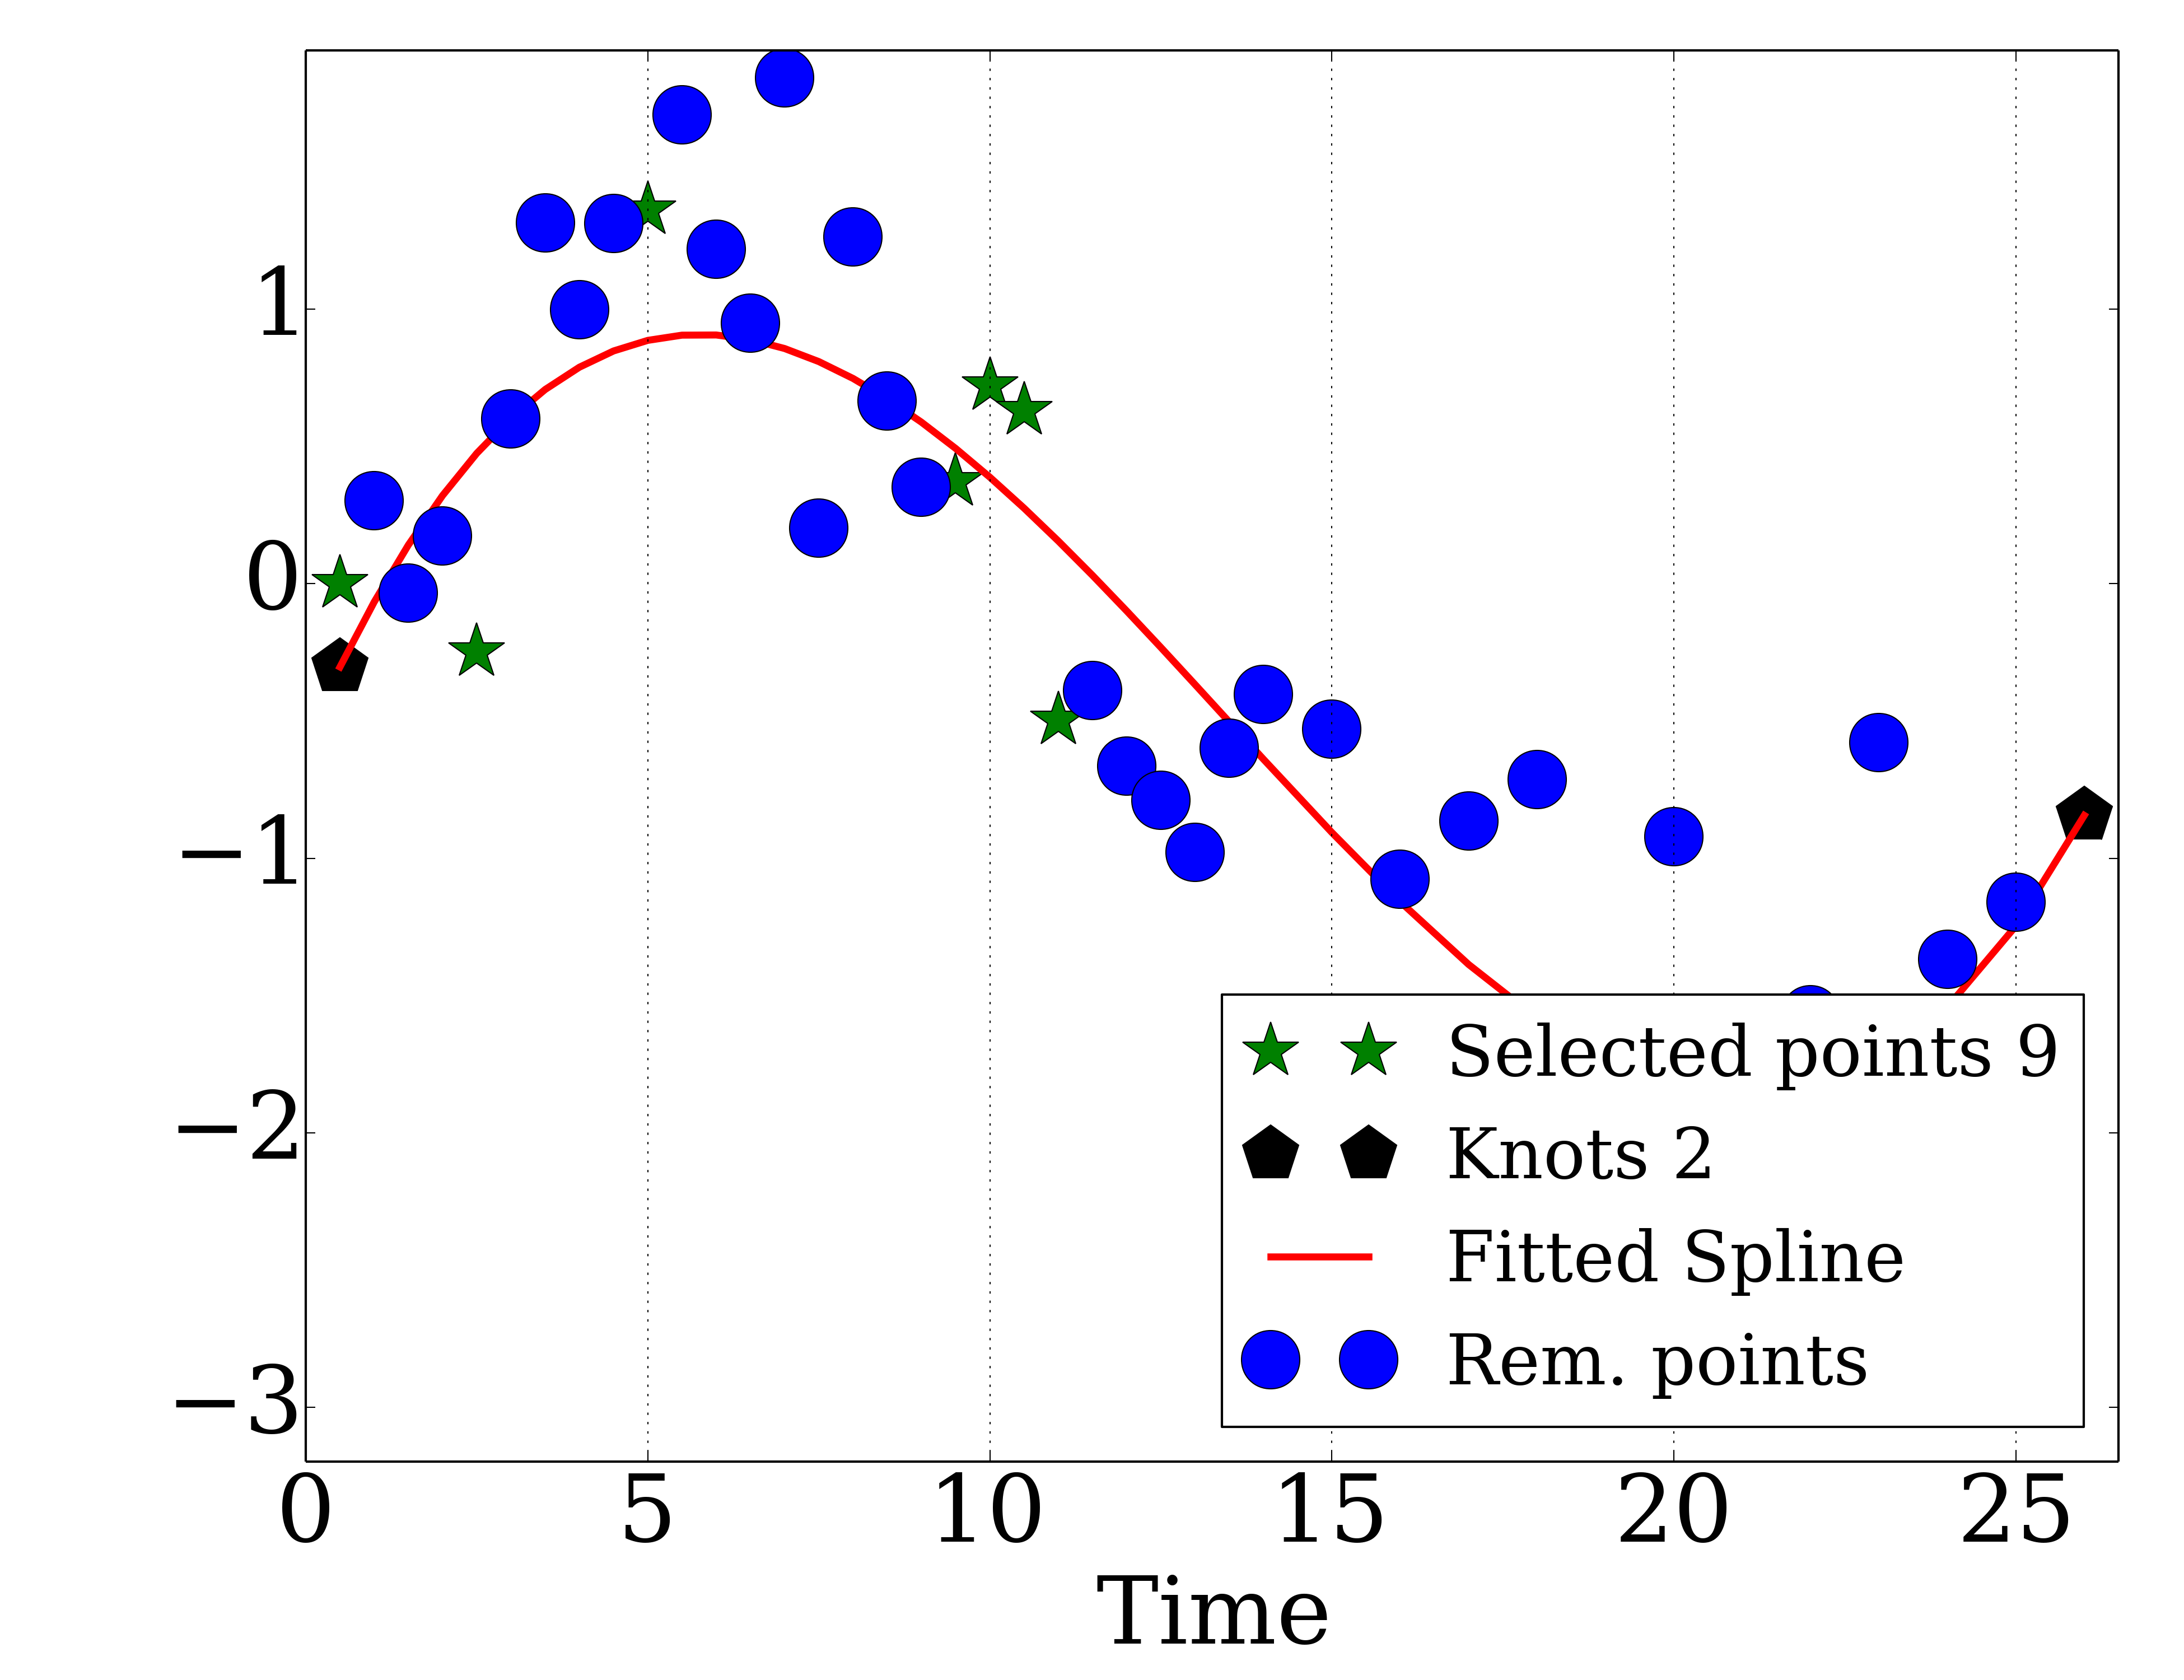 1
0
−1
−2
−3
0 5 10 15 20 25
Time
Selected points 9
Knots 2
Fitted Spline
Rem. points